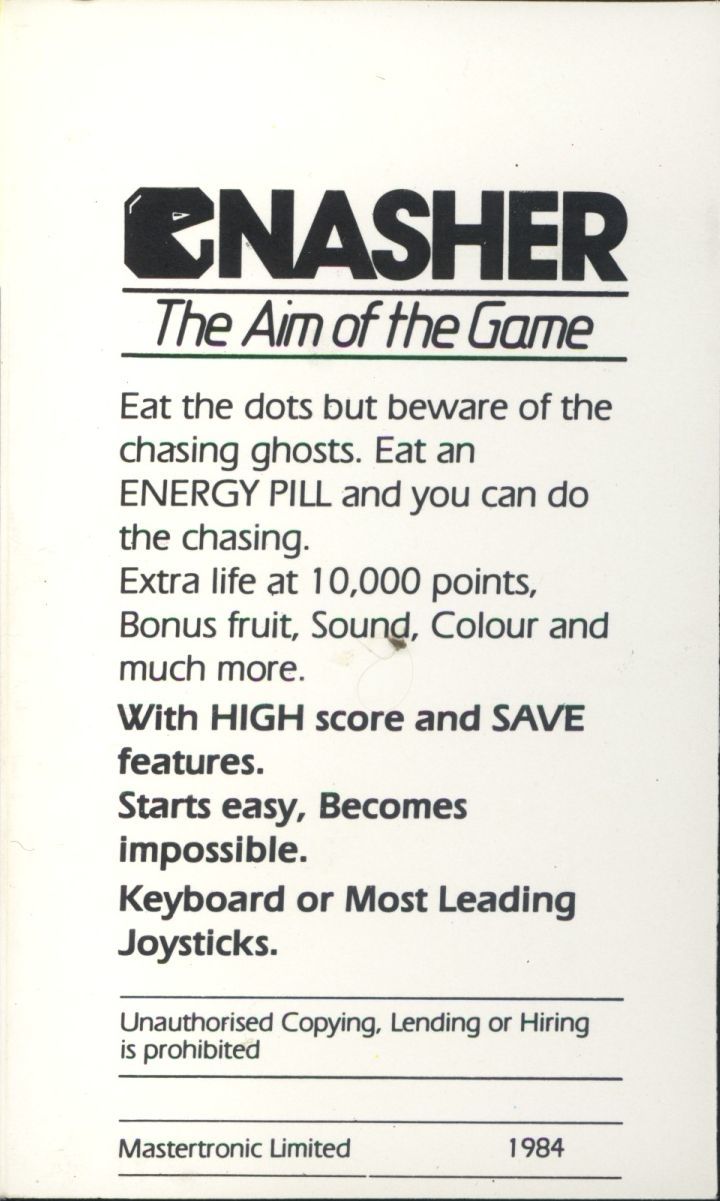 GNASHER
The Aim of the Game
Eat the dots but beware of the
chasing ghosts. Eat an
ENERGY PILL and you can do
the chasing.
Extra life at 10,000 points,
Bonus fruit, Sound, Colour and
much more.
With HIGH score and SAVE
features.
Starts easy, Becomes
impossible.
Keyboard or Most Leading
Joysticks.
Unauthorised Copying, Lending or Hiring
is prohibited
Mastertronic Limited 1984